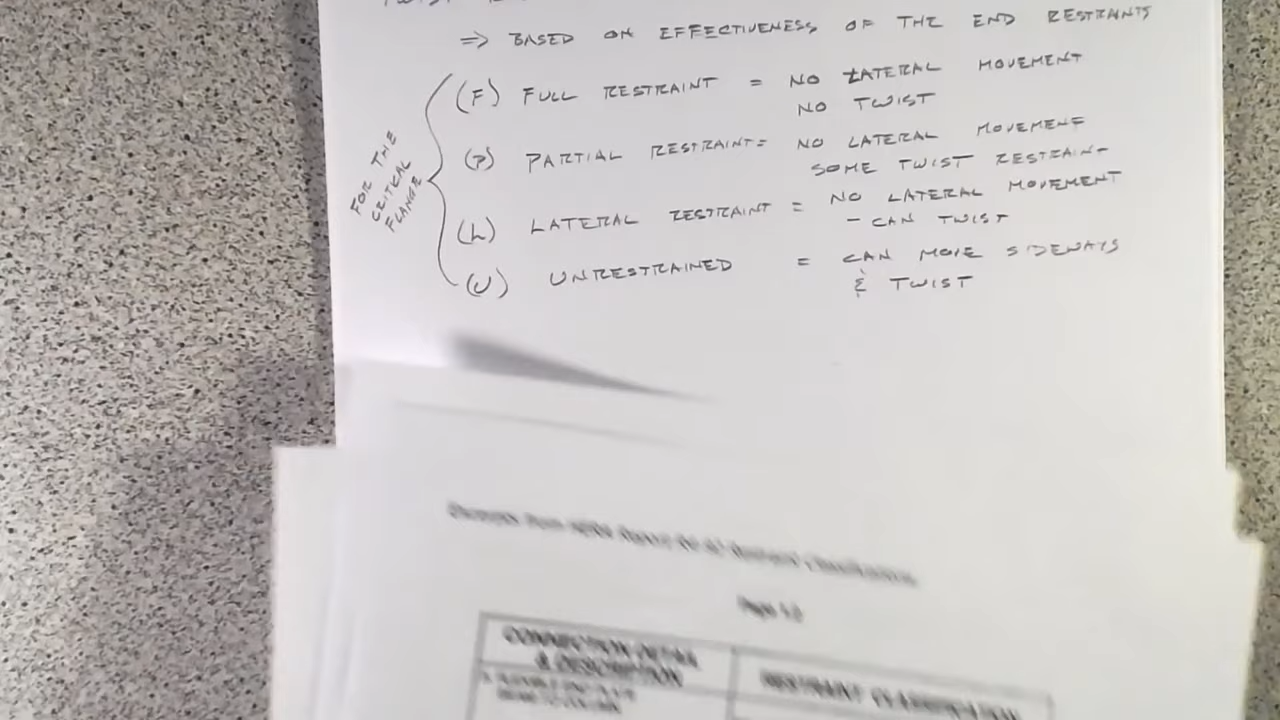 ⇒ BASED ON EFFECTIVENESS OF THE END RESTRAINTS
FOR THE
CRITICAL
FLANGE
(F) FULL RESTRAINT = NO LATERAL MOVEMENT
NO TWIST
(P) PARTIAL RESTRAINT = NO LATERAL MOVEMENT
SOME TWIST RESTRAINT
(L) LATERAL RESTRAINT = NO LATERAL MOVEMENT
- CAN TWIST
(U) UNRESTRAINED = CAN MOVE SIDEWAYS
& TWIST
CONNECTION DETAIL
& DESCRIPTION
RESTRAINT CLASSIFICATION